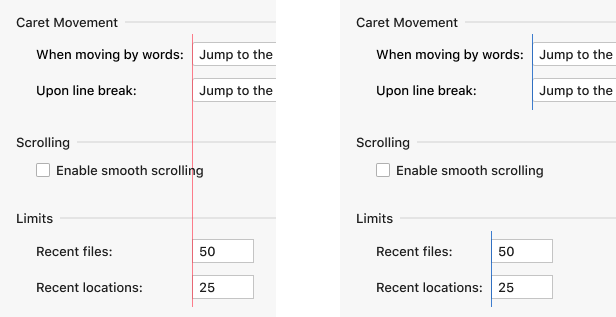 Caret Movement
When moving by words: Jump to the
Upon line break: Jump to the
Scrolling
Enable smooth scrolling
Limits
Recent files: 50
Recent locations: 25
Caret Movement
When moving by words: Jump to the
Upon line break: Jump to the
Scrolling
Enable smooth scrolling
Limits
Recent files: 50
Recent locations: 25